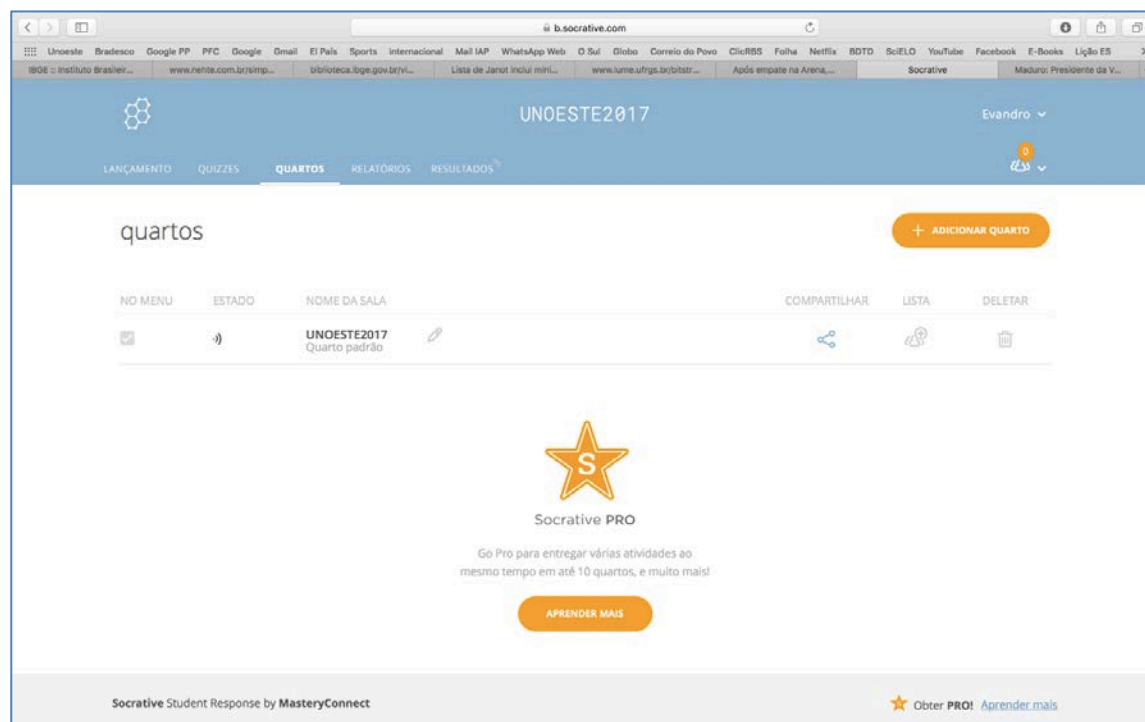 b.socrative.com
Unoeste Bradesco Google PP PFC Google Gmail El País Sports internacional Mail IAP WhatsApp Web O Sul Globo Correio do Povo ClicRBS Folha Netflix BDTD SciELO YouTube Facebook E-Books Lição ES
IBGE :: Instituto Brasileir... www.renta.com.br/simp... biblioteca.ibge.gov.br/vi... Lista de Janot inclui mini... www.lume.ufrgs.br/bitstr... Após empate na Arena,... Socrative Maduro: Presidente da V...
UNOESTE2017
Evandro
LANÇAMENTO QUIZZES QUARTOS RELATÓRIOS RESULTADOS
0
quartos
+ ADICIONAR QUARTO
NO MENU ESTADO NOME DA SALA COMPARTILHAR LISTA DELETAR
UNOESTE2017
Quarto padrão
S
Socrative PRO
Go Pro para entregar várias atividades ao
mesmo tempo em até 10 quartos, e muito mais!
APRENDER MAIS
Socrative Student Response by MasteryConnect
Obter PRO! Aprender mais